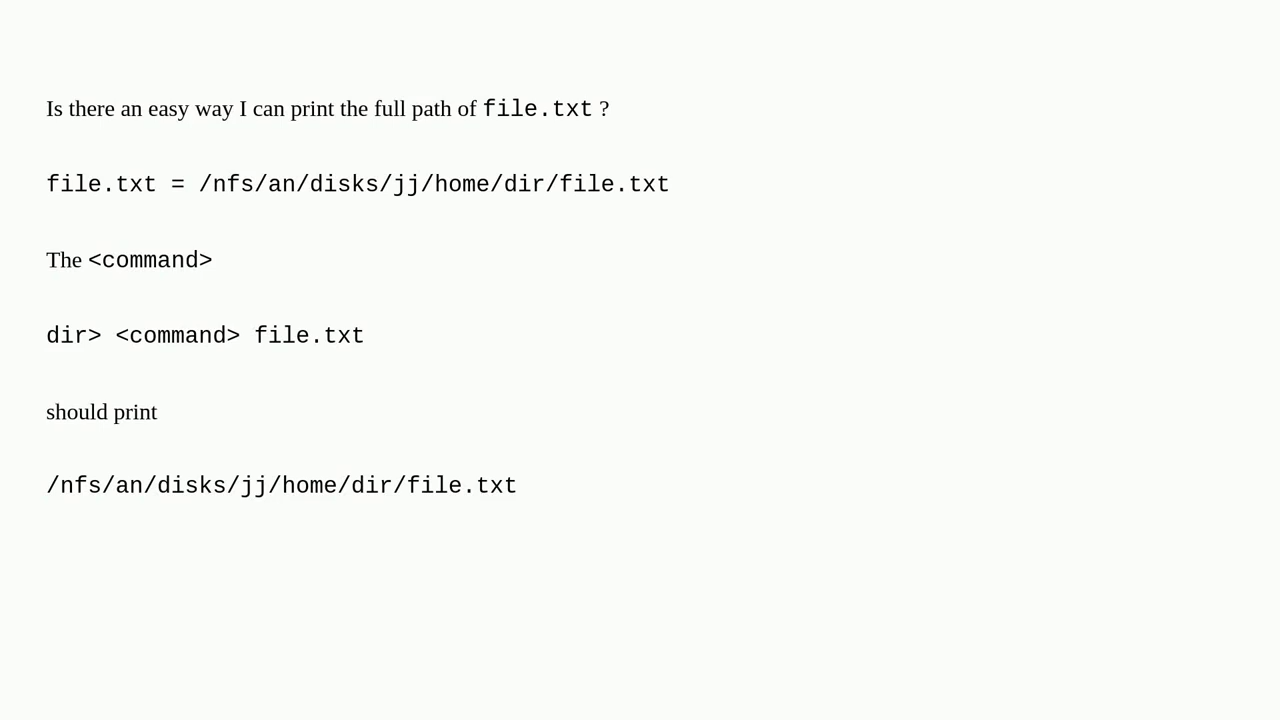 Is there an easy way I can print the full path of file.txt ?
file.txt = /nfs/an/disks/jj/home/dir/file.txt
The <command>
dir> <command> file.txt
should print
/nfs/an/disks/jj/home/dir/file.txt